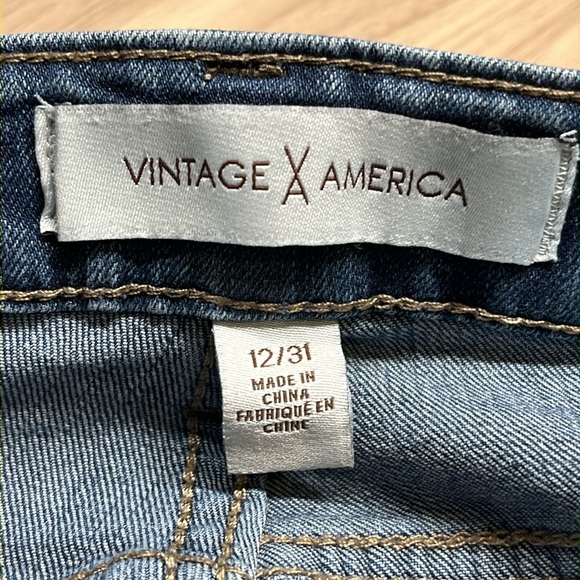 VINTAGE AMERICA
12/31
MADE IN
CHINA
FABRIQUÉ EN
CHINE